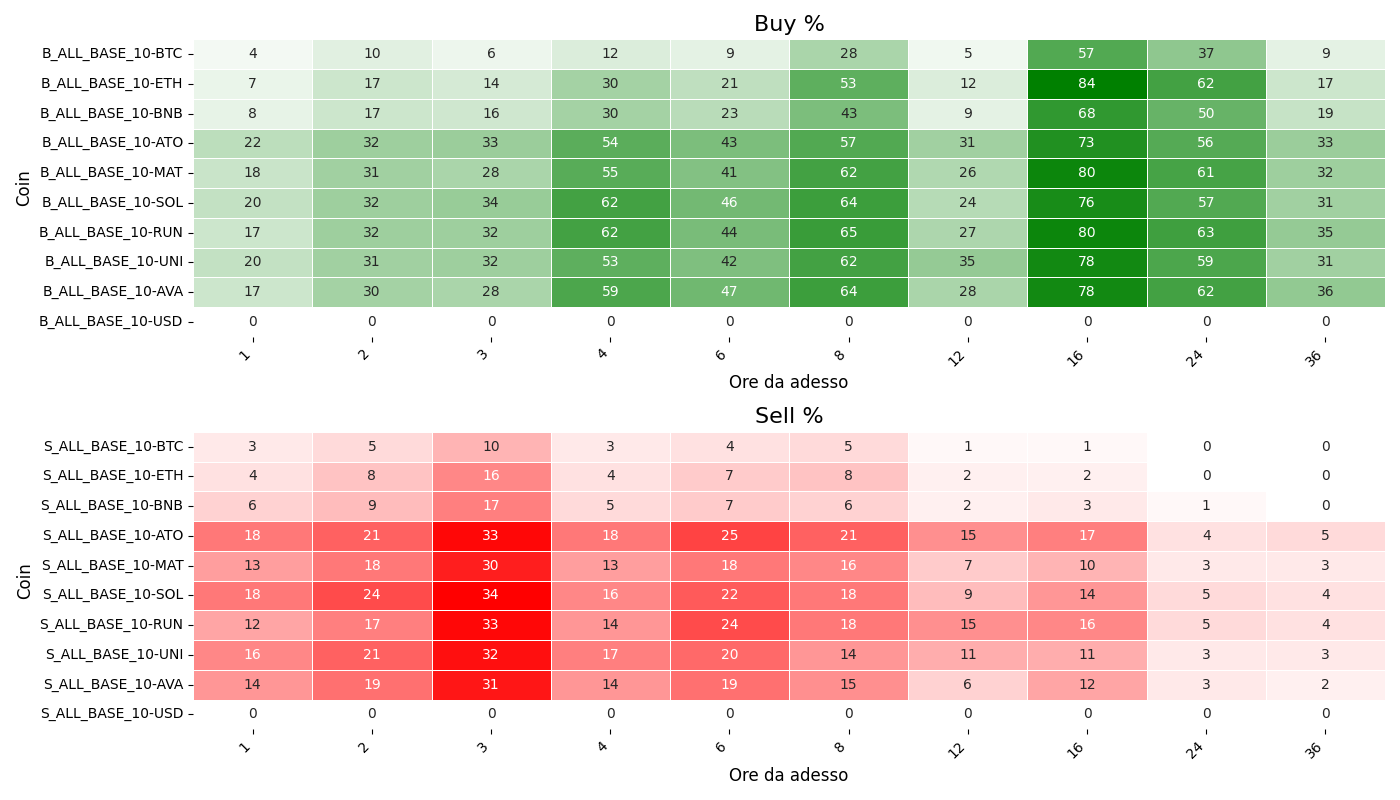 Buy %
Coin
B_ALL_BASE_10-BTC 4 10 6 12 9 28 5 57 37 9
B_ALL_BASE_10-ETH 7 17 14 30 21 53 12 84 62 17
B_ALL_BASE_10-BNB 8 17 16 30 23 43 9 68 50 19
B_ALL_BASE_10-ATO 22 32 33 54 43 57 31 73 56 33
B_ALL_BASE_10-MAT 18 31 28 55 41 62 26 80 61 32
B_ALL_BASE_10-SOL 20 32 34 62 46 64 24 76 57 31
B_ALL_BASE_10-RUN 17 32 32 62 44 65 27 80 63 35
B_ALL_BASE_10-UNI 20 31 32 53 42 62 35 78 59 31
B_ALL_BASE_10-AVA 17 30 28 59 47 64 28 78 62 36
B_ALL_BASE_10-USD 0 0 0 0 0 0 0 0 0 0
1 2 3 4 6 8 12 16 24 36
Ore da adesso
Sell %
Coin
S_ALL_BASE_10-BTC 3 5 10 3 4 5 1 1 0 0
S_ALL_BASE_10-ETH 4 8 16 4 7 8 2 2 0 0
S_ALL_BASE_10-BNB 6 9 17 5 7 6 2 3 1 0
S_ALL_BASE_10-ATO 18 21 33 18 25 21 15 17 4 5
S_ALL_BASE_10-MAT 13 18 30 13 18 16 7 10 3 3
S_ALL_BASE_10-SOL 18 24 34 16 22 18 9 14 5 4
S_ALL_BASE_10-RUN 12 17 33 14 24 18 15 16 5 4
S_ALL_BASE_10-UNI 16 21 32 17 20 14 11 11 3 3
S_ALL_BASE_10-AVA 14 19 31 14 19 15 6 12 3 2
S_ALL_BASE_10-USD 0 0 0 0 0 0 0 0 0 0
1 2 3 4 6 8 12 16 24 36
Ore da adesso